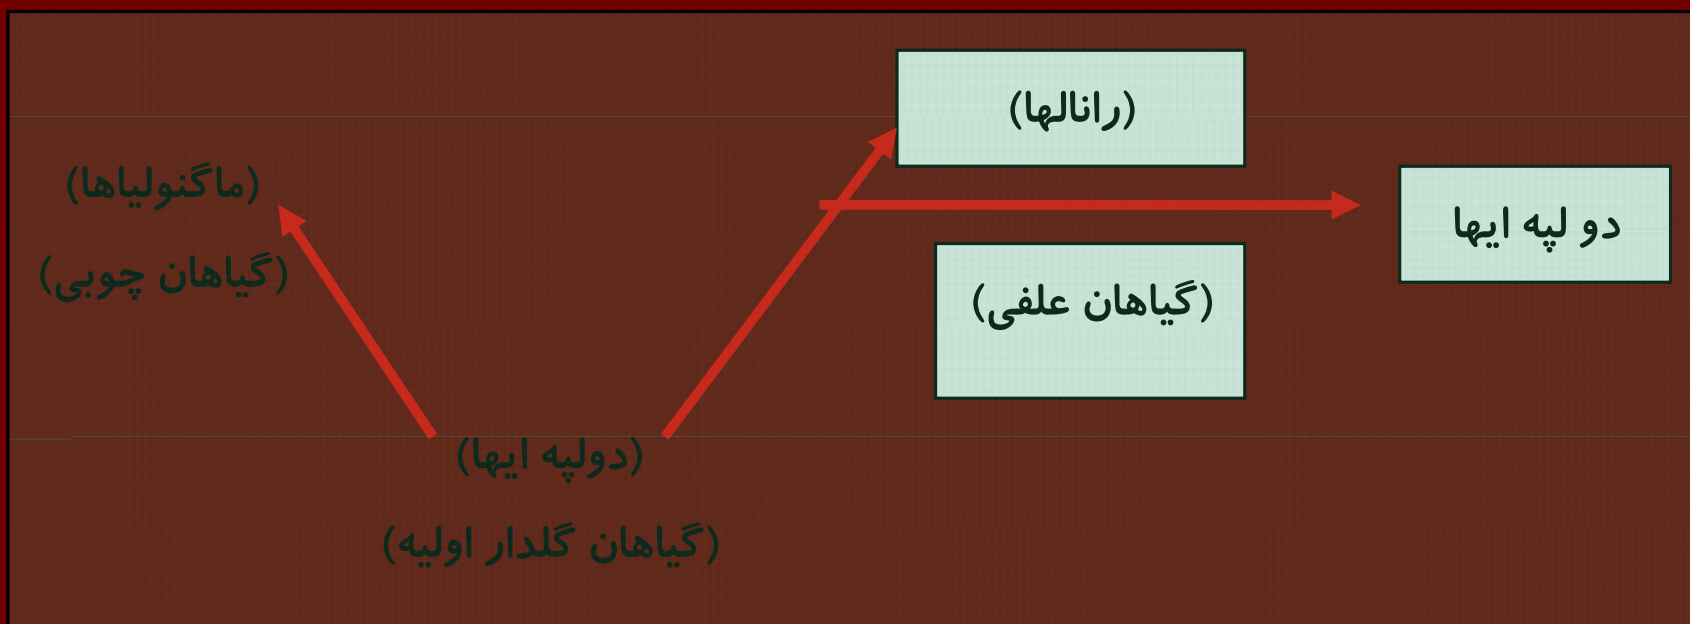 (رانالها)
دو لپه ایها
(گیاهان علفی)
(ماگنولیاها)
(گیاهان چوبی)
(دولپه ایها)
(گیاهان گلدار اولیه)